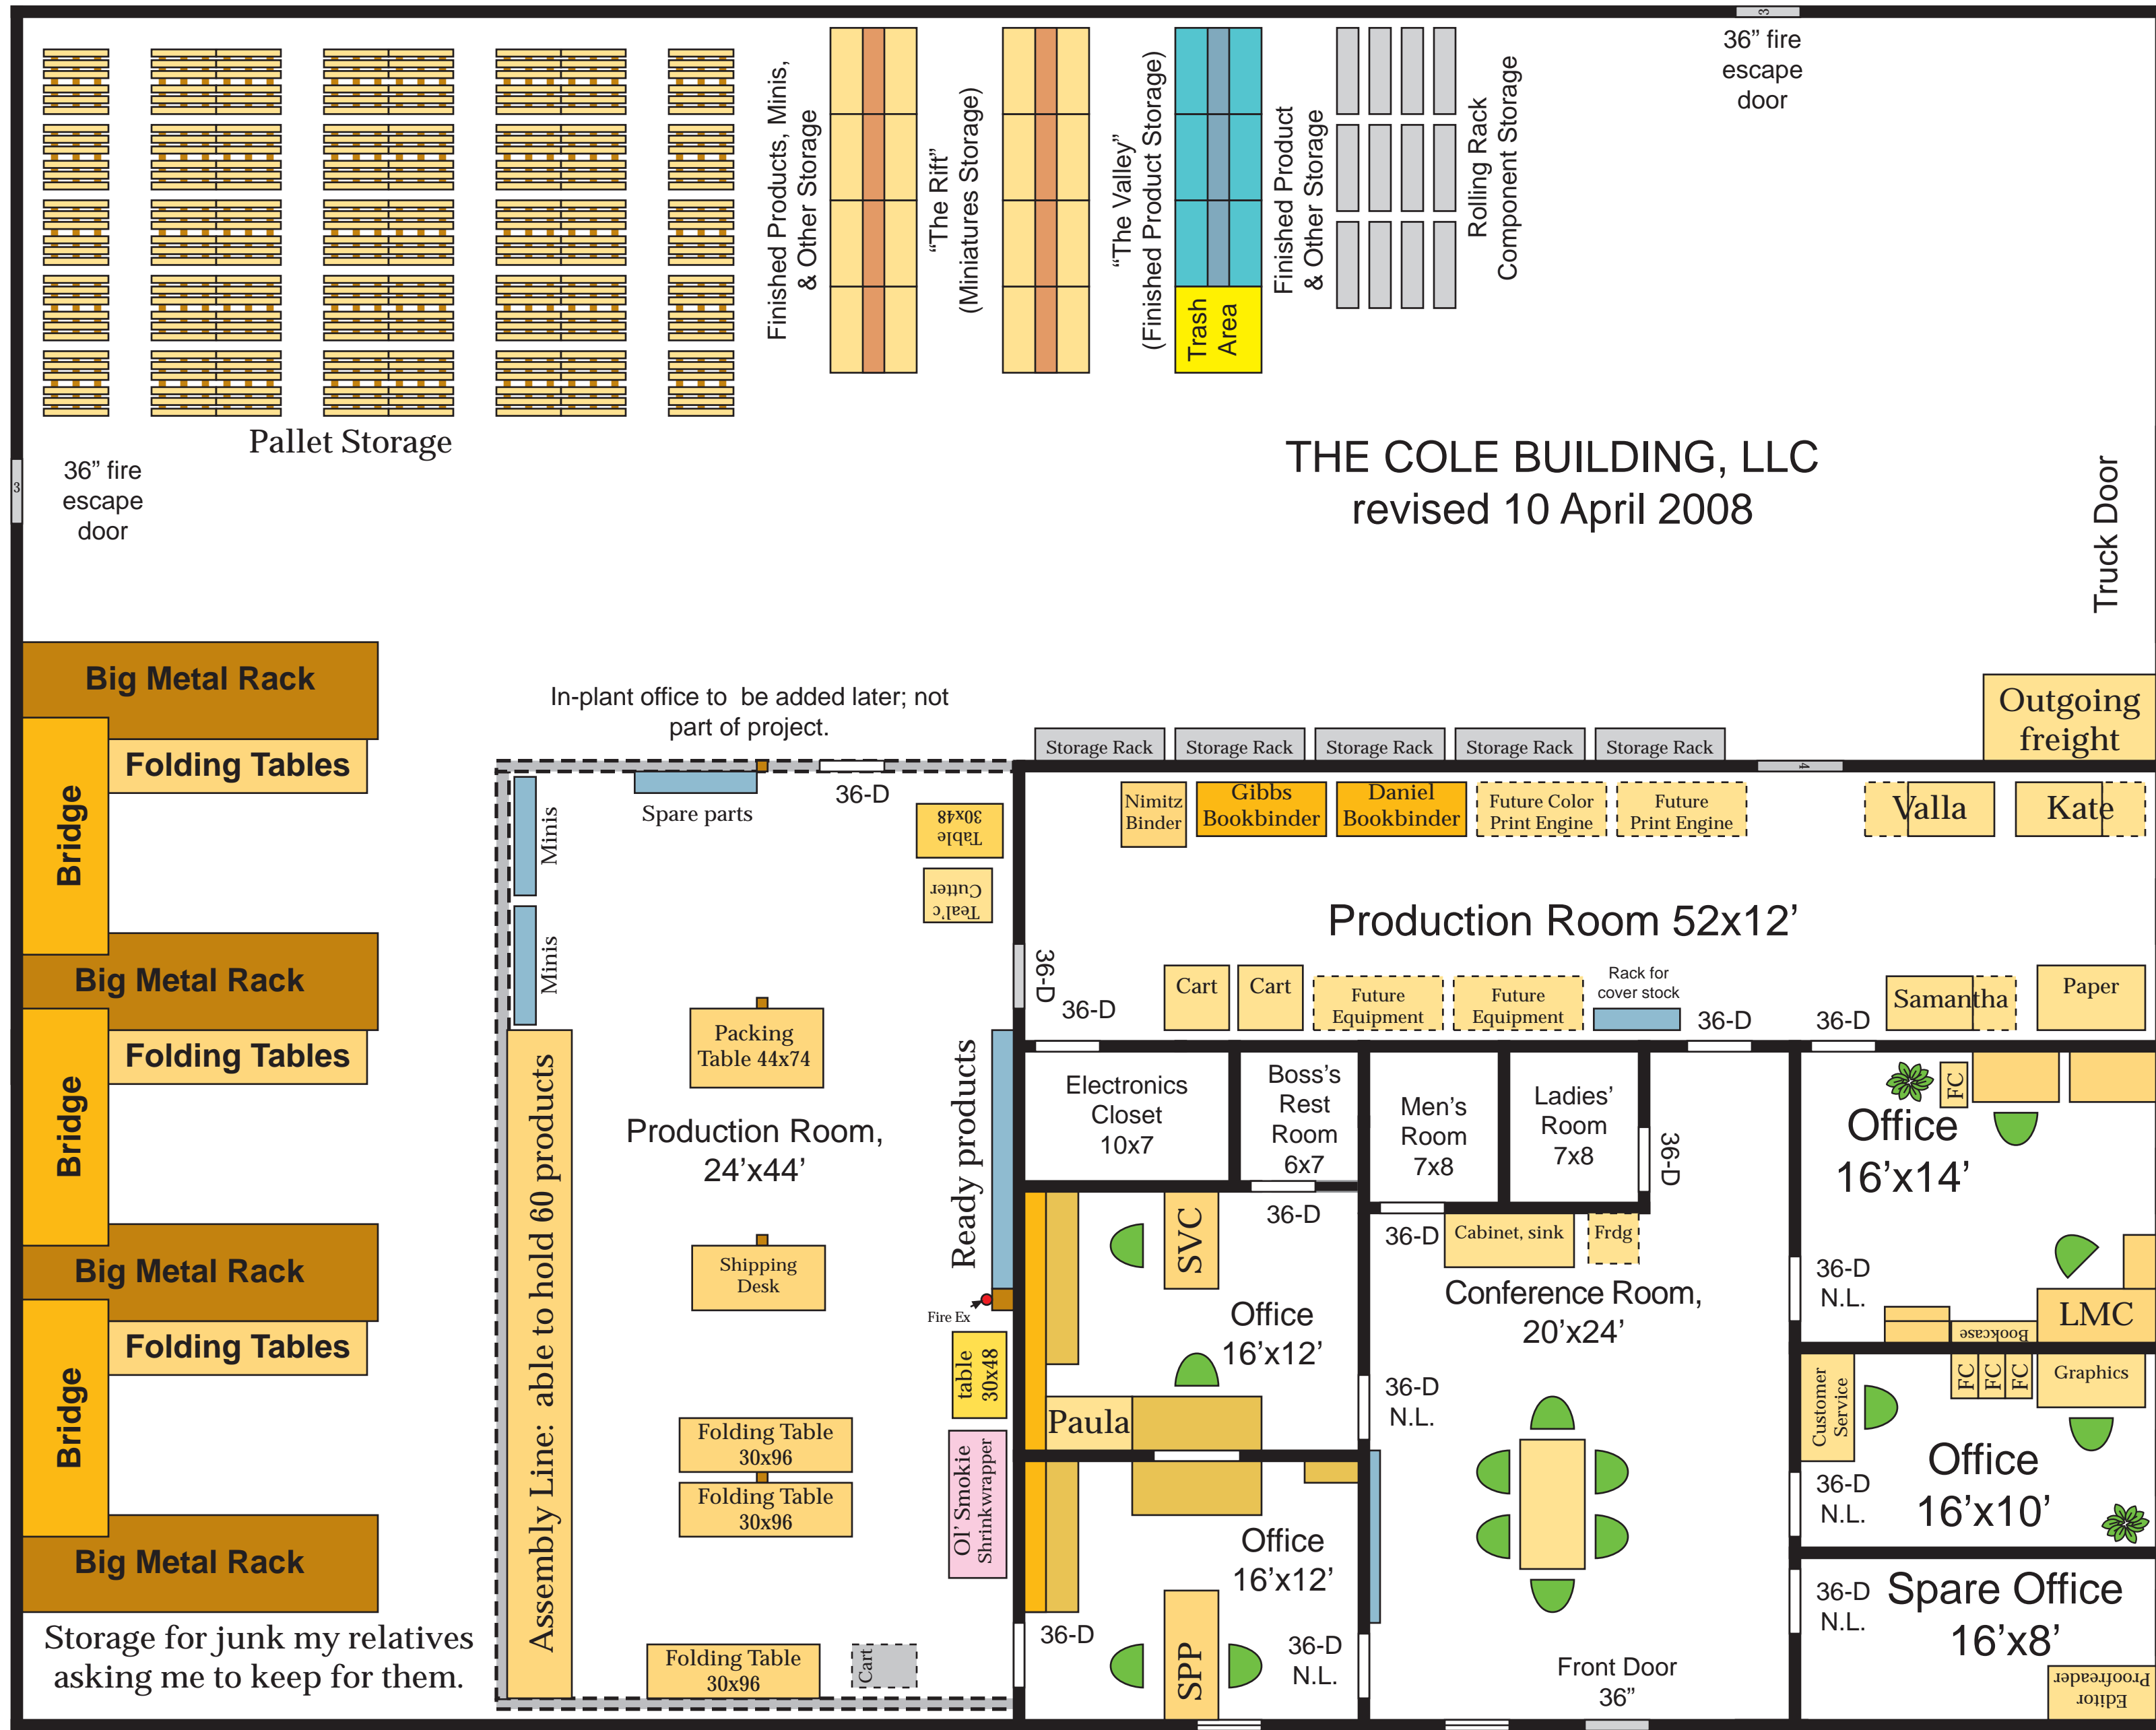 3
36” fire
escape
door
Finished Products, Minis,
& Other Storage
“The Rift”
(Miniatures Storage)
“The Valley”
(Finished Product Storage)
Trash
Area
Finished Product
& Other Storage
Rolling Rack
Component Storage
Pallet Storage
3
36” fire
escape
door
THE COLE BUILDING, LLC
revised 10 April 2008
Truck Door
Big Metal Rack
Bridge
Folding Tables
Big Metal Rack
Bridge
Folding Tables
Big Metal Rack
Bridge
Folding Tables
Big Metal Rack
Storage for junk my relatives
asking me to keep for them.
In-plant office to be added later; not
part of project.
Storage Rack
Storage Rack
Storage Rack
Storage Rack
Storage Rack
Outgoing
freight
4
Minis
Minis
Spare parts
36-D
Table
30x48
Teal'c
Cutter
Packing
Table 44x74
Production Room,
24’x44’
Shipping
Desk
Assembly Line: able to hold 60 products
Ready products
Fire Ex
table
30x48
Ol' Smokie
Shrinkwrapper
Folding Table
30x96
Folding Table
30x96
Folding Table
30x96
Cart
Nimitz
Binder
Gibbs
Bookbinder
Daniel
Bookbinder
Future Color
Print Engine
Future
Print Engine
Valla
Kate
Production Room 52x12’
36-D
36-D
Cart
Cart
Future
Equipment
Future
Equipment
Rack for
cover stock
36-D
36-D
Samantha
Paper
Electronics
Closet
10x7
Boss’s
Rest
Room
6x7
Men’s
Room
7x8
Ladies’
Room
7x8
36-D
FC
Office
16’x14’
36-D
36-D
Cabinet, sink
Frdg
SVC
Office
16’x12’
Paula
Conference Room,
20’x24’
36-D
N.L.
36-D
N.L.
Bookcase
LMC
Customer
Service
FC
FC
FC
Graphics
Office
16’x10’
36-D
N.L.
Office
16’x12’
36-D
SPP
36-D
N.L.
Front Door
36”
36-D
N.L.
Spare Office
16’x8’
Editor
Proofreader